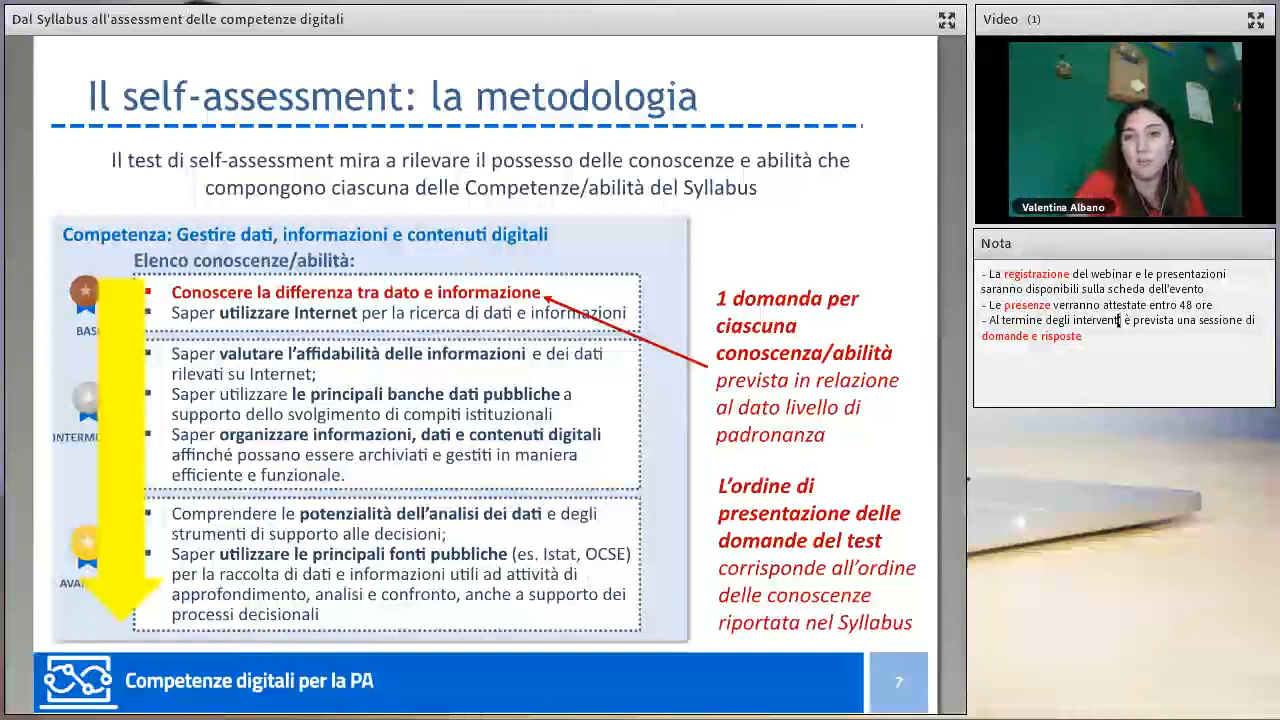 Dal Syllabus all'assessment delle competenze digitali
Il self-assessment: la metodologia
Il test di self-assessment mira a rilevare il possesso delle conoscenze e abilità che
compongono ciascuna delle Competenze/abilità del Syllabus
Competenza: Gestire dati, informazioni e contenuti digitali
Elenco conoscenze/abilità:
BAS
Conoscere la differenza tra dato e informazione
Saper utilizzare Internet per la ricerca di dati e informazioni
INTERM
Saper valutare l'affidabilità delle informazioni e dei dati
rilevati su Internet;
Saper utilizzare le principali banche dati pubbliche a
supporto dello svolgimento di compiti istituzionali
Saper organizzare informazioni, dati e contenuti digitali
affinché possano essere archiviati e gestiti in maniera
efficiente e funzionale.
AVA
Comprendere le potenzialità dell'analisi dei dati e degli
strumenti di supporto alle decisioni;
Saper utilizzare le principali fonti pubbliche (es. Istat, OCSE)
per la raccolta di dati e informazioni utili ad attività di
approfondimento, analisi e confronto, anche a supporto dei
processi decisionali
1 domanda per
ciascuna
conoscenza/abilità
prevista in relazione
al dato livello di
padronanza
L'ordine di
presentazione delle
domande del test
corrisponde all'ordine
delle conoscenze
riportata nel Syllabus
Competenze digitali per la PA
7
Video (1)
Valentina Albano
Nota
- La registrazione del webinar e le presentazioni
saranno disponibili sulla scheda dell'evento
- Le presenze verranno attestate entro 48 ore
- Al termine degli interventi è prevista una sessione di
domande e risposte